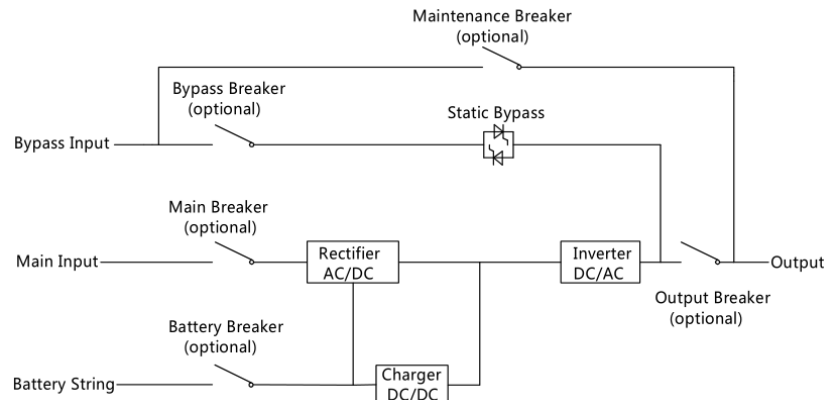 Maintenance Breaker
(optional)
Bypass Breaker
(optional)
Static Bypass
Bypass Input
Main Breaker
(optional)
Rectifier
AC/DC
Inverter
DC/AC
Main Input
Output
Output Breaker
(optional)
Battery Breaker
(optional)
Battery String
Charger
DC/DC